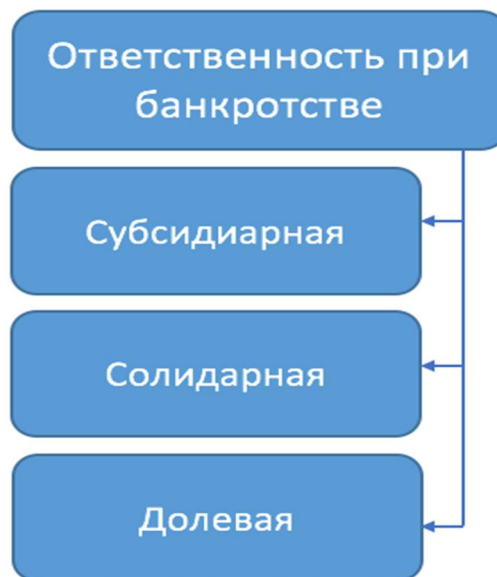 Ответственность при
банкротстве
Субсидиарная
Солидарная
Долевая